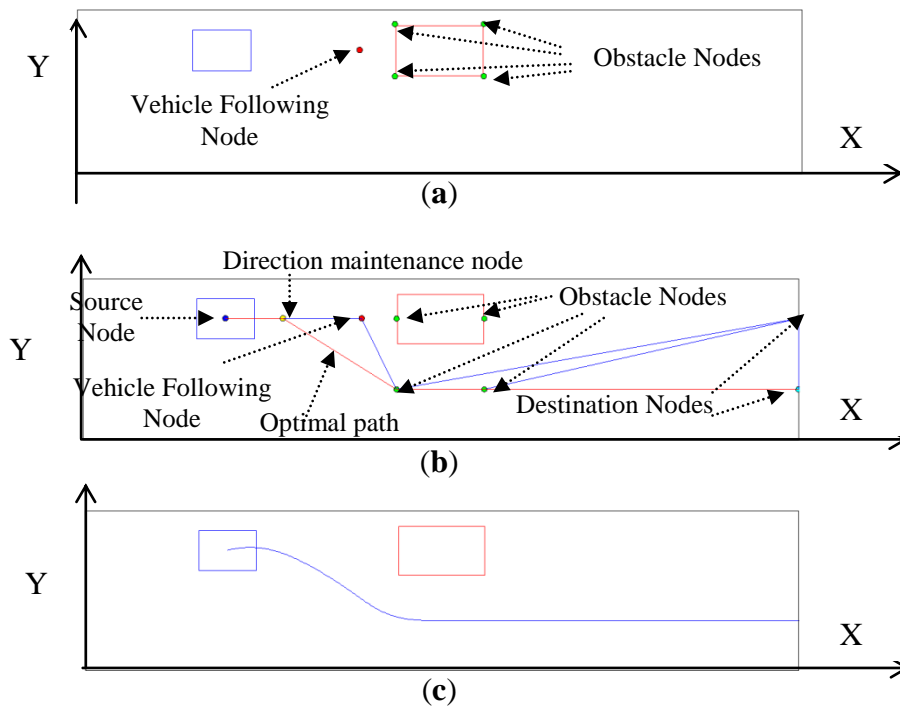 Y
Vehicle Following
Node
Obstacle Nodes
X
(a)
Direction maintenance node
Source
Node
Obstacle Nodes
Y
Vehicle Following
Node
Optimal path
Destination Nodes
X
(b)
Y
X
(c)